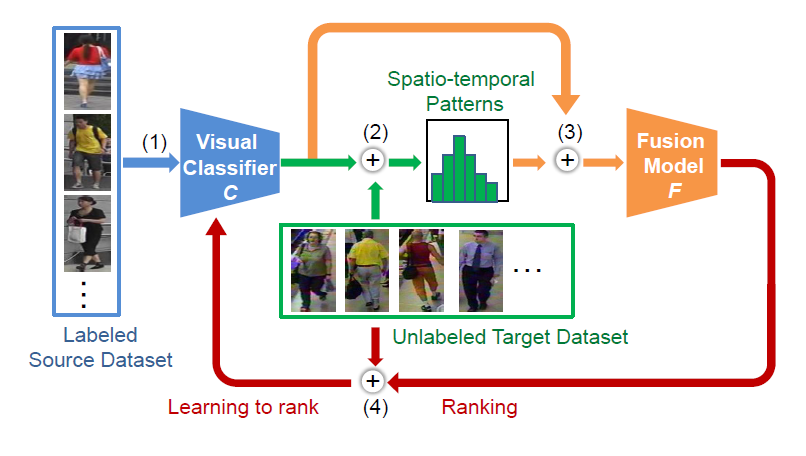 Spatio-temporal
Patterns
(1)
(2)
(3)
Visual
Classifier
C
+
+
Fusion
Model
F
...
...
Labeled
Source Dataset
Unlabeled Target Dataset
+
Learning to rank
(4)
Ranking